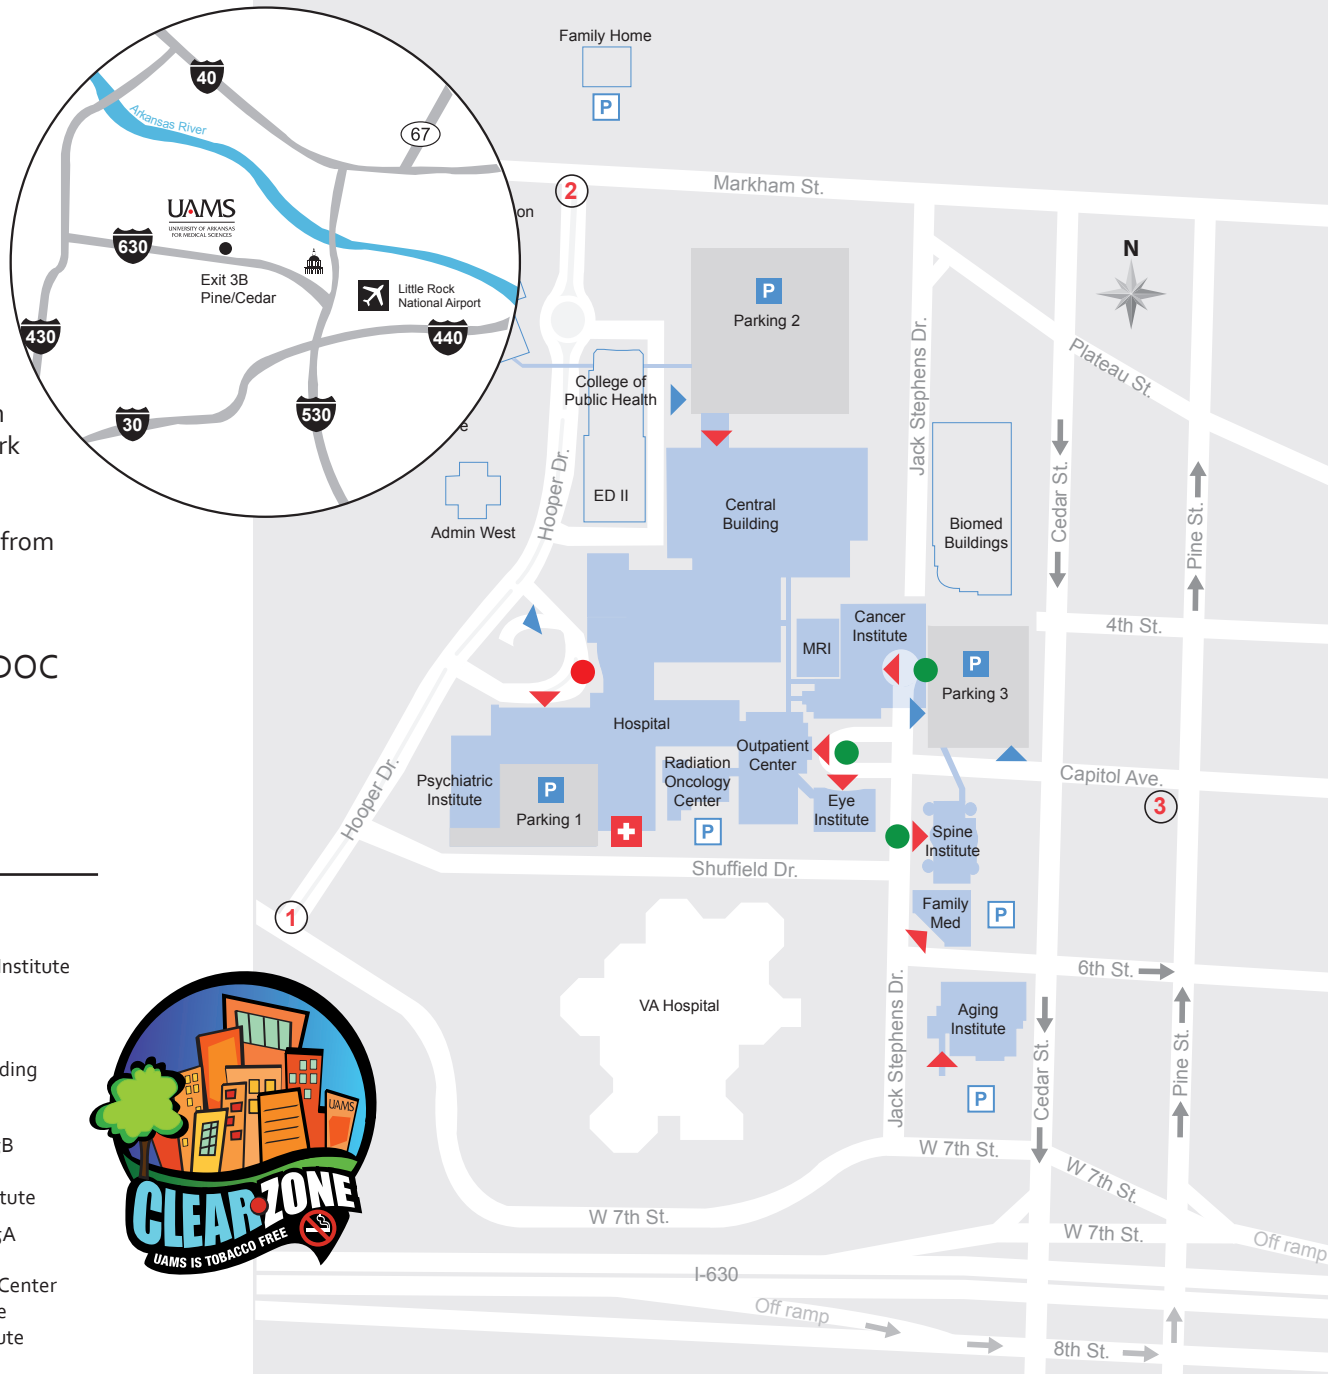 Family Home
P
40
Arkansas River
67
2
Markham St.
on
UAMS
UNIVERSITY OF ARKANSAS
FOR MEDICAL SCIENCES
630
Exit 3B
Pine/Cedar
Little Rock
National Airport
430
440
30
530
N
P
Parking 2
Plateau St.
Jack Stephens Dr.
College of
Public Health
n
rk
e
Cedar St.
Pine St.
Hooper Dr.
ED II
Central
Building
Biomed
Buildings
Admin West
from
4th St.
Cancer
Institute
MRI
P
Parking 3
DOC
Hospital
Outpatient
Center
Radiation
Oncology
Center
Psychiatric
Institute
P
Parking 1
P
Eye
Institute
Capitol Ave.
3
Spine
Institute
Hooper Dr.
Shuffield Dr.
Family
Med
P
1
Institute
6th St.
VA Hospital
Aging
Institute
Jack Stephens Dr.
Cedar St.
Pine St.
P
ding
B
tute
A
Center
e
ute
UAMS
CLEAR ZONE
UAMS IS TOBACCO FREE
W 7th St.
W 7th St.
W 7th St.
W 7th St.
Off ramp
I-630
Off ramp
8th St.